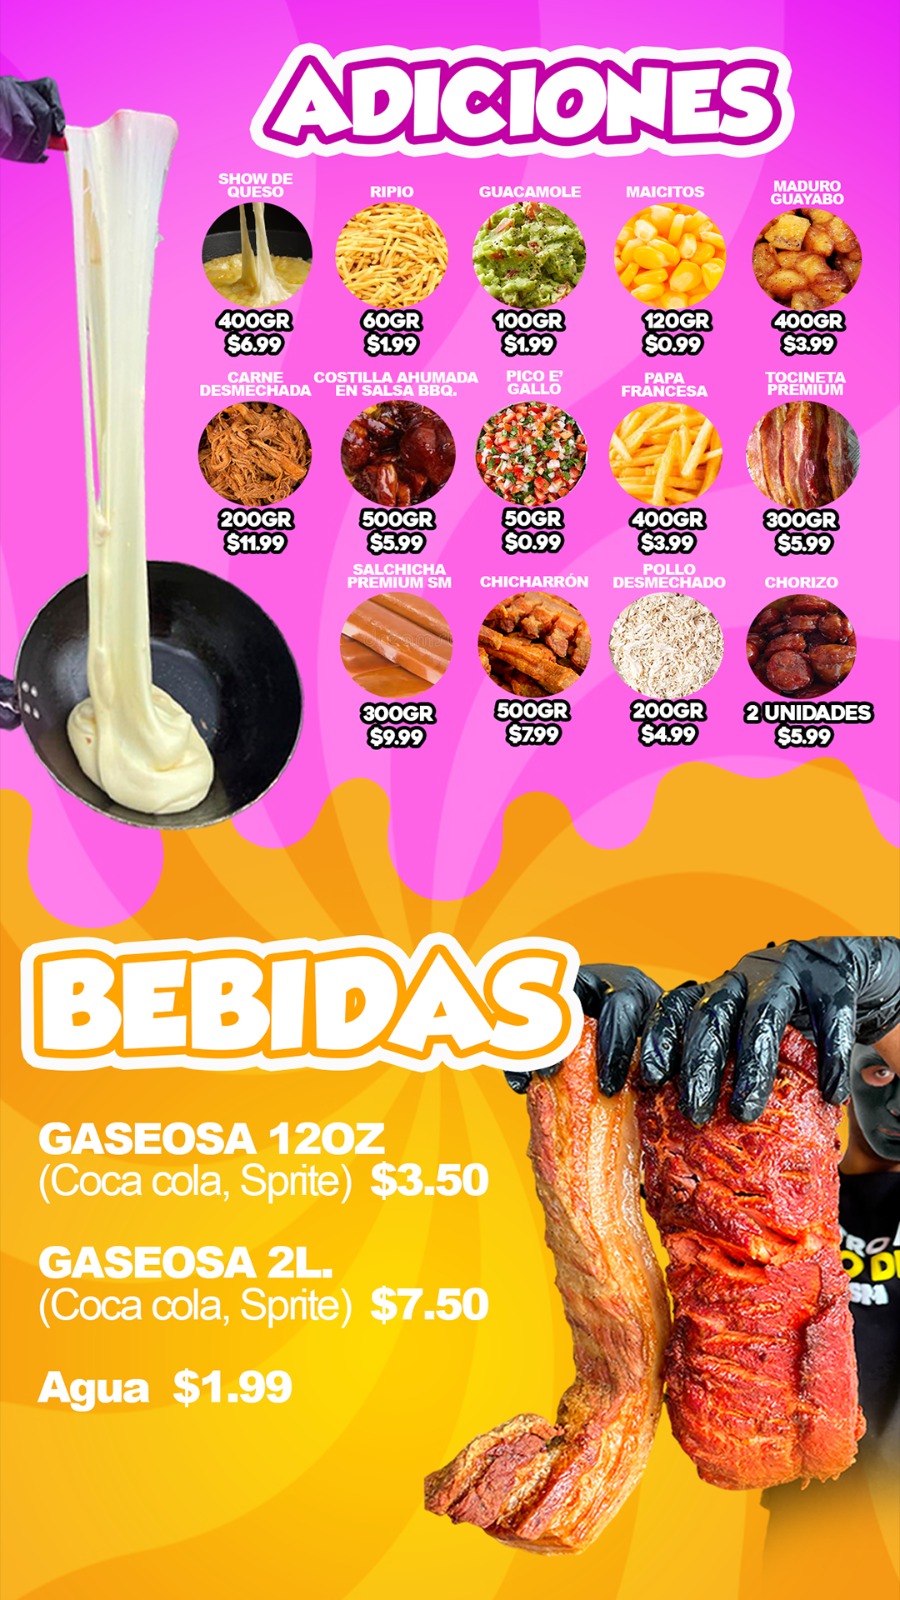 ADICIONES
SHOW DE
QUESO
400GR
$6.99
RIPIO
60GR
$1.99
GUACAMOLE
100GR
$1.99
MAICITOS
120GR
$0.99
MADURO
GUAYABO
400GR
$3.99
CARNE
DESMECHADA
200GR
$11.99
COSTILLA AHUMADA
EN SALSA BBQ.
500GR
$5.99
PICO E'
GALLO
50GR
$0.99
PAPA
FRANCESA
400GR
$3.99
TOCINETA
PREMIUM
300GR
$5.99
SALCHICHA
PREMIUM SM
300GR
$9.99
CHICHARRÓN
500GR
$7.99
POLLO
DESMECHADO
200GR
$4.99
CHORIZO
2 UNIDADES
$5.99
BEBIDAS
GASEOSA 12OZ
(Coca cola, Sprite) $3.50
GASEOSA 2L.
(Coca cola, Sprite) $7.50
Agua $1.99